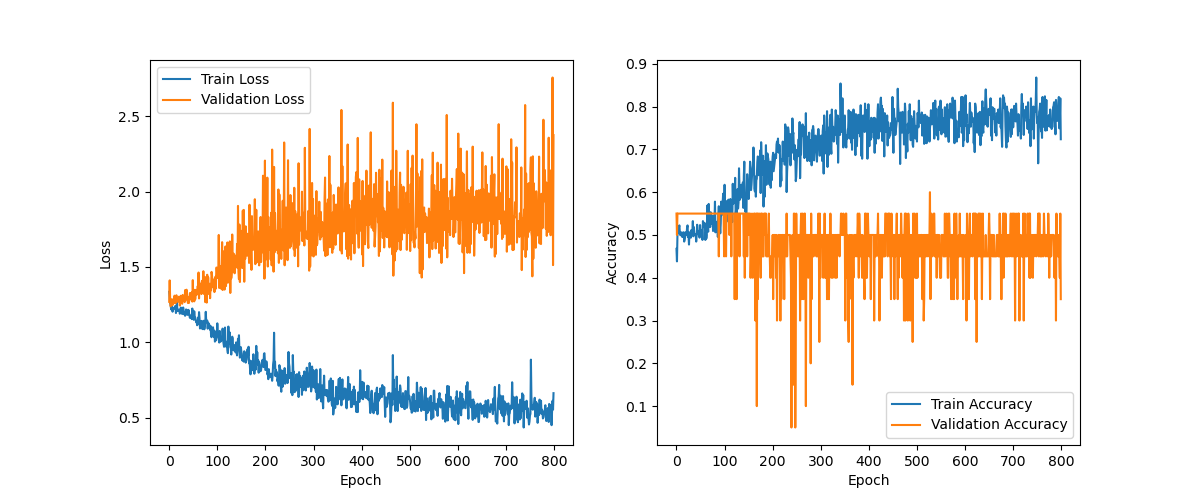 Train Loss
Validation Loss
2.5
2.0
1.5
1.0
0.5
Loss
0 100 200 300 400 500 600 700 800
Epoch
0.9
0.8
0.7
0.6
0.5
0.4
0.3
0.2
0.1
Accuracy
Train Accuracy
Validation Accuracy
0 100 200 300 400 500 600 700 800
Epoch